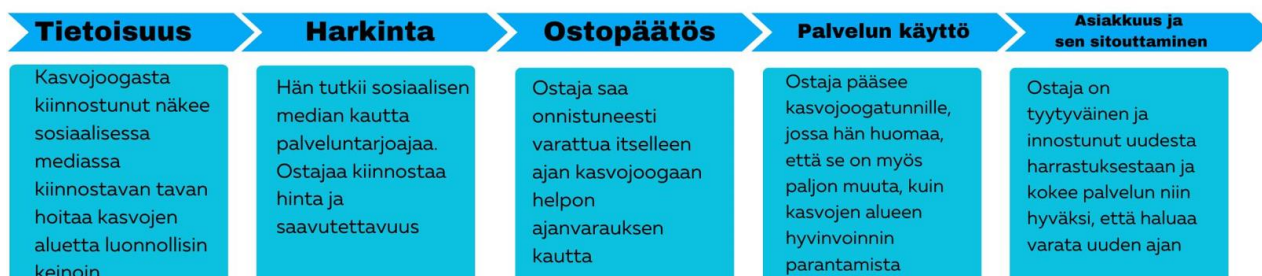 Tietoisuus
Harkinta
Ostopäätös
Palvelun käyttö
Asiakkuus ja
sen sitouttaminen
Kasvojoogasta
kiinnostunut näkee
sosiaalisessa
mediassa
kiinnostavan tavan
hoitaa kasvojen
aluetta luonnollisin
keinoin
Hän tutkii sosiaalisen
median kautta
palveluntarjoajaa.
Ostajaa kiinnostaa
hinta ja
saavutettavuus
Ostaja saa
onnistuneesti
varattua itselleen
ajan kasvojoogaan
helpon
ajanvarauksen
kautta
Ostaja pääsee
kasvojoogatunnille,
jossa hän huomaa,
että se on myös
paljon muuta, kuin
kasvojen alueen
hyvinvoinnin
parantamista
Ostaja on
tyytyväinen ja
innostunut uudesta
harrastuksestaan ja
kokee palvelun niin
hyväksi, että haluaa
varata uuden ajan